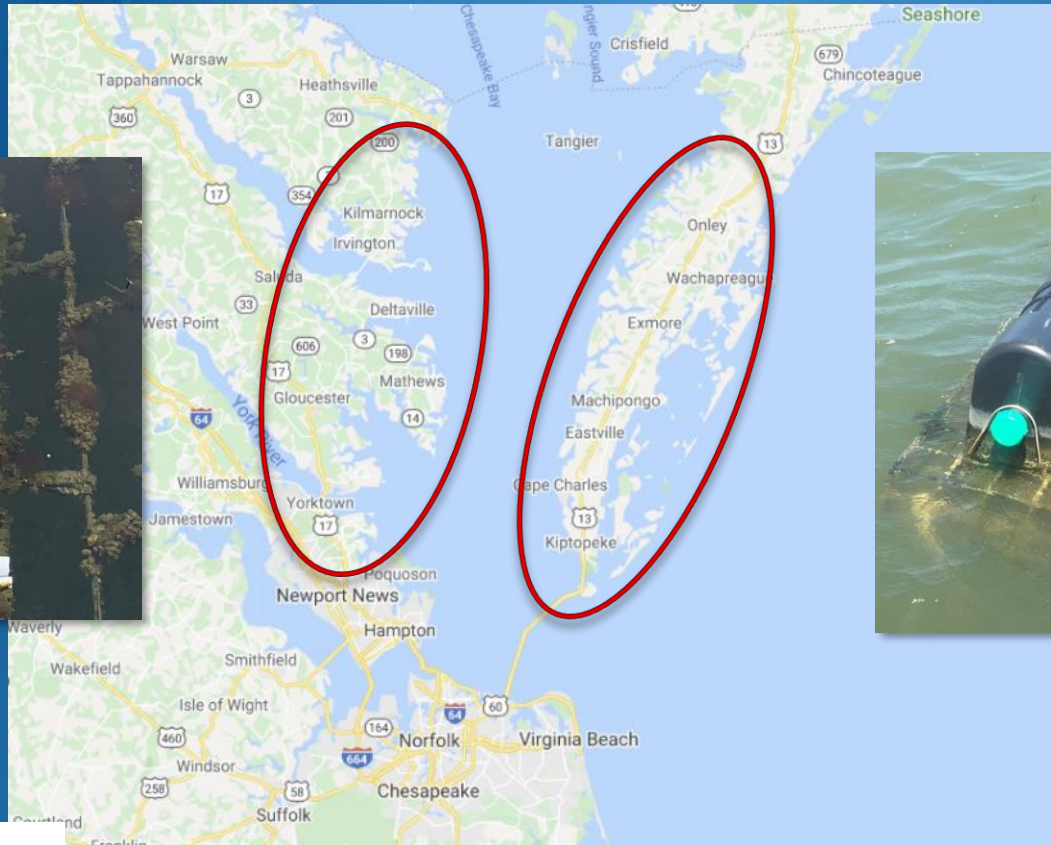 Seashore
Crisfield
679
Chincoteague
Chesapeake Bay
Warsaw
Tappahannock
Heathsville
3
360
201
200
Tangier
13
17
354
Kilmarnock
Irvington
Onley
Saluda
Wachapreague
33
Deltaville
West Point
Exmore
606
3
198
17
Mathews
Gloucester
Machipongo
14
64
York River
Eastville
Williamsburg
Cape Charles
Yorktown
Jamestown
17
13
Kiptopeke
Poquoson
Newport News
Waverly
Hampton
Wakefield
Smithfield
Isle of Wight
60
164
64
460
Norfolk
Virginia Beach
664
Windsor
258
58
Chesapeake
Suffolk